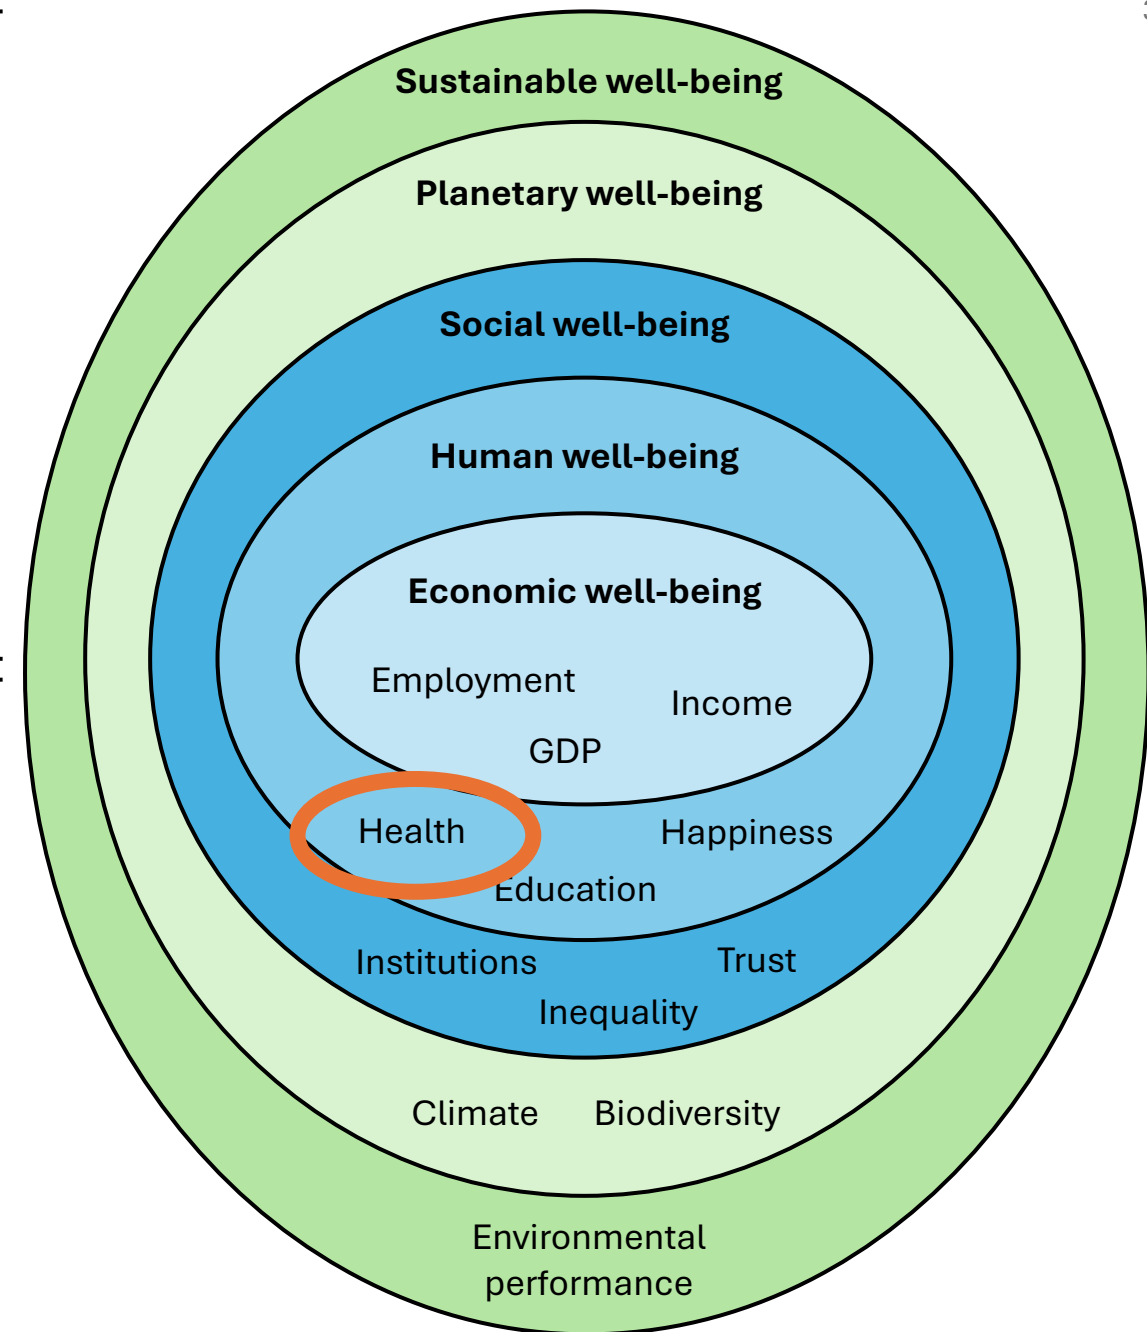 Sustainable well-being
Planetary well-being
Social well-being
Human well-being
Economic well-being
Employment
Income
GDP
Health
Happiness
Education
Institutions
Trust
Inequality
Climate Biodiversity
Environmental
performance